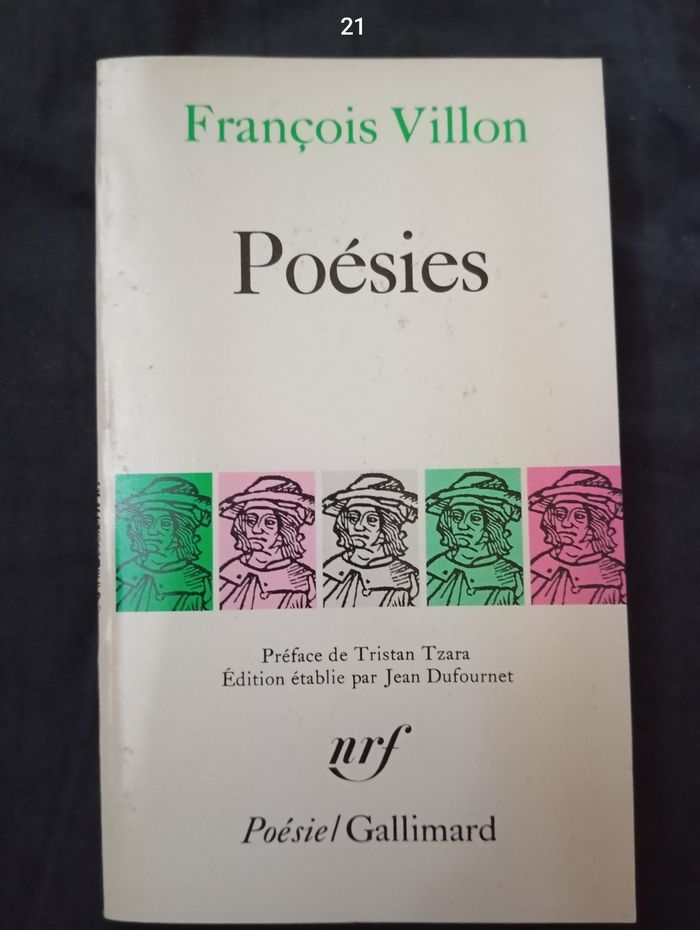 21
François Villon
Poésies
Préface de Tristan Tzara
Édition établie par Jean Dufournet
nrf
Poésie/Gallimard